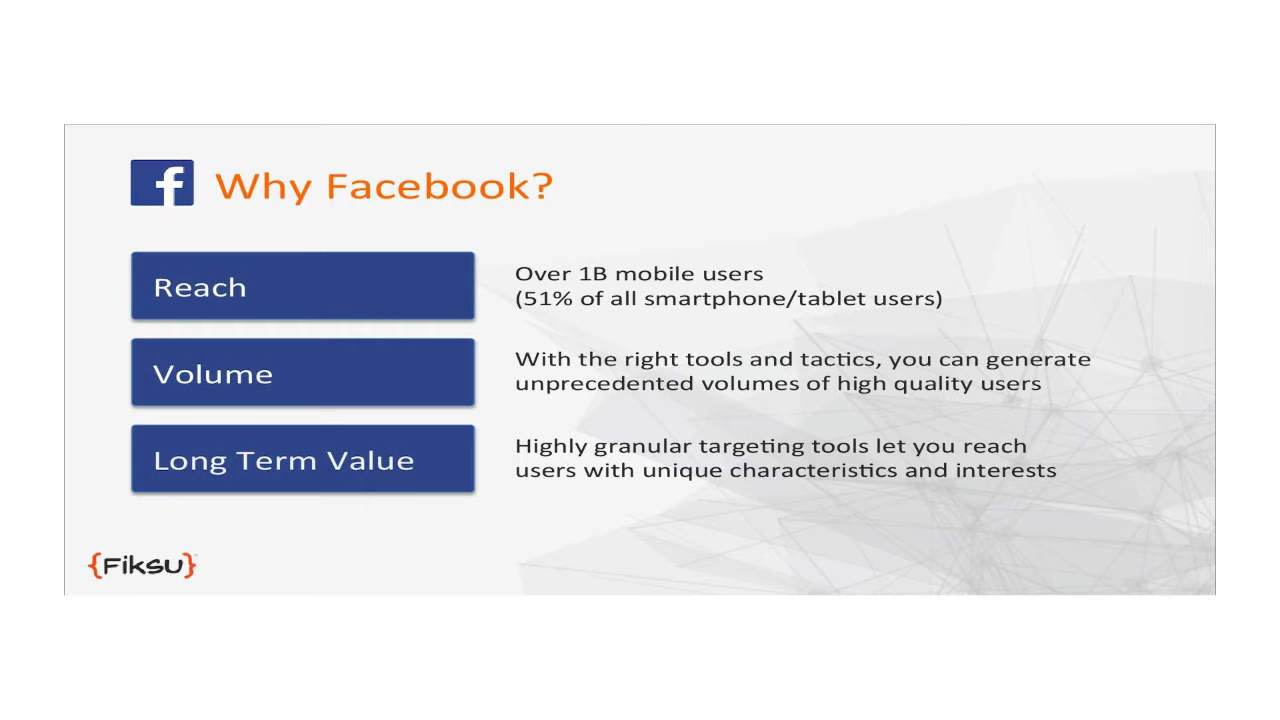 f Why Facebook?
Reach
Over 1B mobile users
(51% of all smartphone/tablet users)
Volume
With the right tools and tactics, you can generate
unprecedented volumes of high quality users
Long Term Value
Highly granular targeting tools let you reach
users with unique characteristics and interests
{Fiksu}